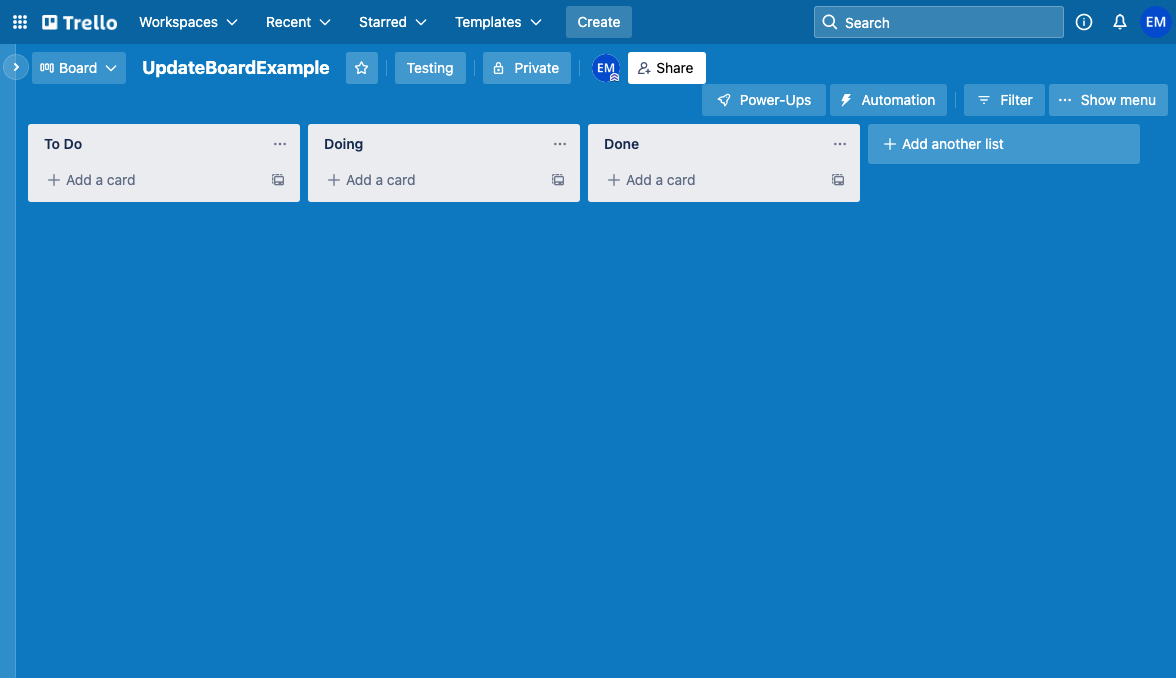 Trello Workspaces Recent Starred Templates Create Search EM
Board UpdateBoardExample Testing Private EM Share
Power-Ups Automation Filter Show menu
To Do Doing Done Add another list
Add a card Add a card Add a card